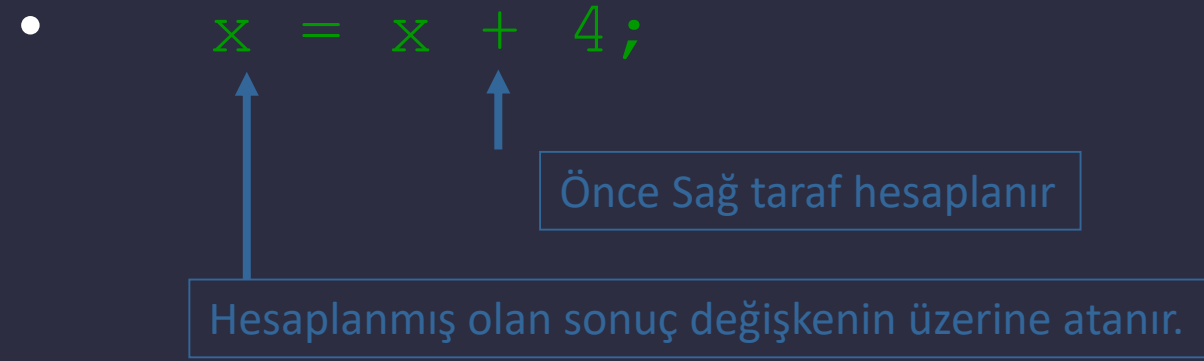 • x = x + 4;
Önce Sağ taraf hesaplanır
Hesaplanmış olan sonuç değişkenin üzerine atanır.